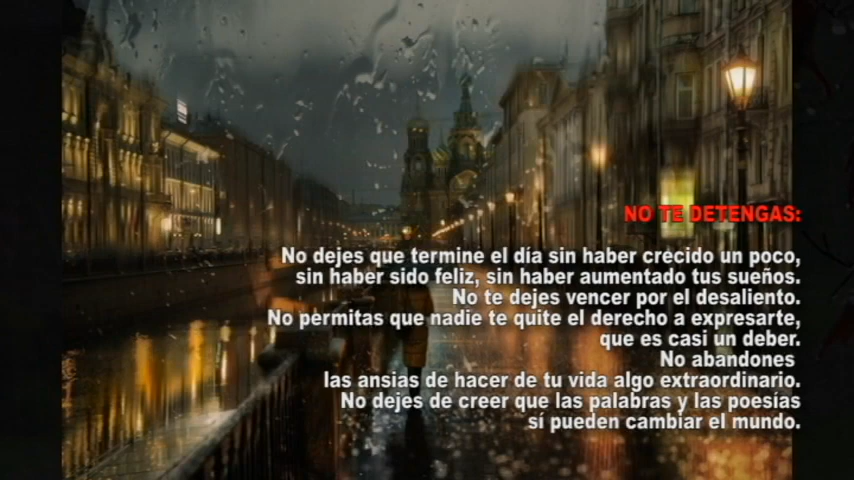 NO TE DETENGAS:
No dejes que termine el día sin haber crecido un poco,
sin haber sido feliz, sin haber aumentado tus sueños.
No te dejes vencer por el desaliento.
No permitas que nadie te quite el derecho a expresarte,
que es casi un deber.
No abandones
las ansias de hacer de tu vida algo extraordinario.
No dejes de creer que las palabras y las poesías
sí pueden cambiar el mundo.